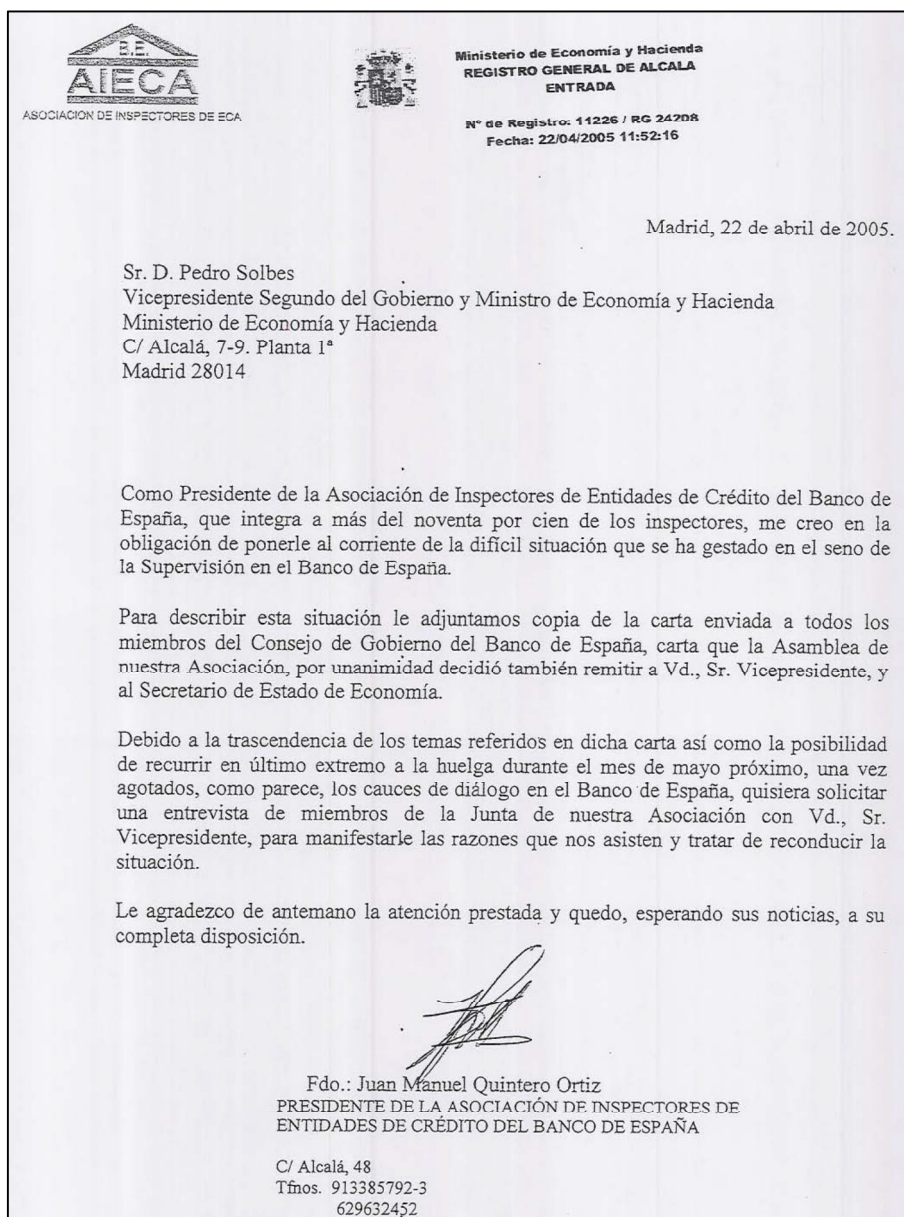 B.E.
AIECA
ASOCIACION DE INSPECTORES DE ECA
Ministerio de Economía y Hacienda
REGISTRO GENERAL DE ALCALA
ENTRADA
Nº de Registro: 11226 / RG 24208
Fecha: 22/04/2005 11:52:16
Madrid, 22 de abril de 2005.
Sr. D. Pedro Solbes
Vicepresidente Segundo del Gobierno y Ministro de Economía y Hacienda
Ministerio de Economía y Hacienda
C/ Alcalá, 7-9. Planta 1ª
Madrid 28014
Como Presidente de la Asociación de Inspectores de Entidades de Crédito del Banco de
España, que integra a más del noventa por cien de los inspectores, me creo en la
obligación de ponerle al corriente de la difícil situación que se ha gestado en el seno de
la Supervisión en el Banco de España.
Para describir esta situación le adjuntamos copia de la carta enviada a todos los
miembros del Consejo de Gobierno del Banco de España, carta que la Asamblea de
nuestra Asociación, por unanimidad decidió también remitir a Vd., Sr. Vicepresidente, y
al Secretario de Estado de Economía.
Debido a la trascendencia de los temas referidos en dicha carta así como la posibilidad
de recurrir en último extremo a la huelga durante el mes de mayo próximo, una vez
agotados, como parece, los cauces de diálogo en el Banco de España, quisiera solicitar
una entrevista de miembros de la Junta de nuestra Asociación con Vd., Sr.
Vicepresidente, para manifestarle las razones que nos asisten y tratar de reconducir la
situación.
Le agradezco de antemano la atención prestada y quedo, esperando sus noticias, a su
completa disposición.
Fdo.: Juan Manuel Quintero Ortiz
PRESIDENTE DE LA ASOCIACIÓN DE INSPECTORES DE
ENTIDADES DE CRÉDITO DEL BANCO DE ESPAÑA
C/ Alcalá, 48
Tfnos. 913385792-3
629632452